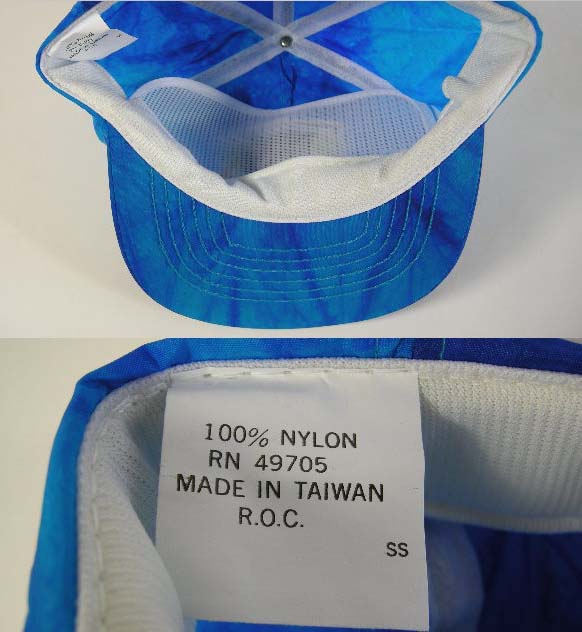 100% NYLON
RN 49705
MADE IN TAIWAN
R.O.C.
SS